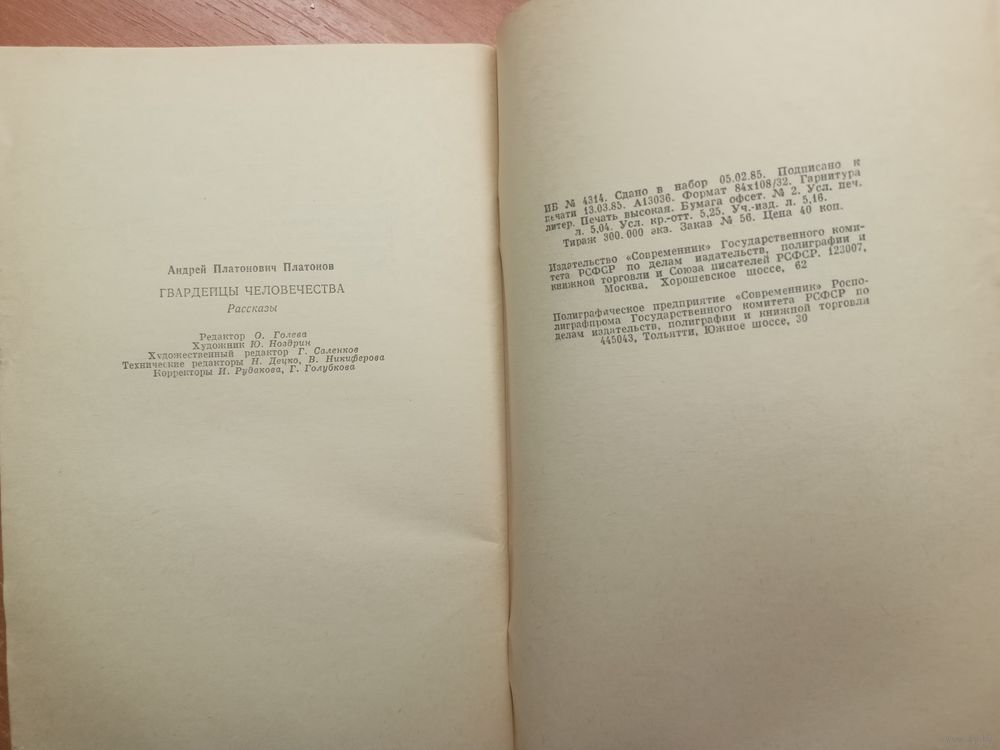 Андрей Платонович Платонов
ГВАРДЕЙЦЫ ЧЕЛОВЕЧЕСТВА
Рассказы
Редактор О. Голева
Художник Ю. Ноздрин
Художественный редактор Г. Саленков
Технические редакторы Н. Децко, В. Никиферова
Корректоры И. Рудакова, Г. Голубкова
ИБ № 4314. Сдано в набор 05.02.85. Подписано к
печати 13.03.85. А13036. Формат 84х108/32. Гарнитура
литер. Печать высокая. Бумага офсет. № 2. Усл. печ.
л. 5,04. Усл. кр.-отт. 5,25. Уч.-изд. л. 5,16.
Тираж 300.000 экз. Заказ № 56. Цена 40 коп.
Издательство «Современник» Государственного коми-
тета РСФСР по делам издательств, полиграфии и
книжной торговли и Союза писателей РСФСР. 123007,
Москва, Хорошевское шоссе, 62
Полиграфическое предприятие «Современник» Роспо-
лиграфпрома Государственного комитета РСФСР по
делам издательств, полиграфии и книжной торговли
445043, Тольятти, Южное шоссе, 30